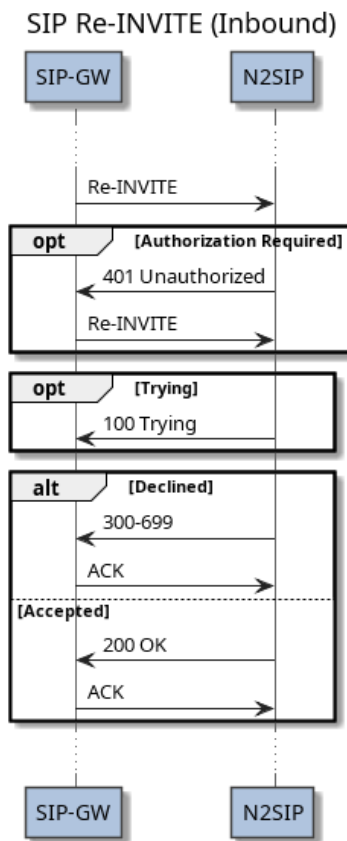 SIP Re-INVITE (Inbound)
SIP-GW N2SIP
Re-INVITE
opt [Authorization Required]
401 Unauthorized
Re-INVITE
opt [Trying]
100 Trying
alt [Declined]
300-699
ACK
[Accepted]
200 OK
ACK
SIP-GW N2SIP